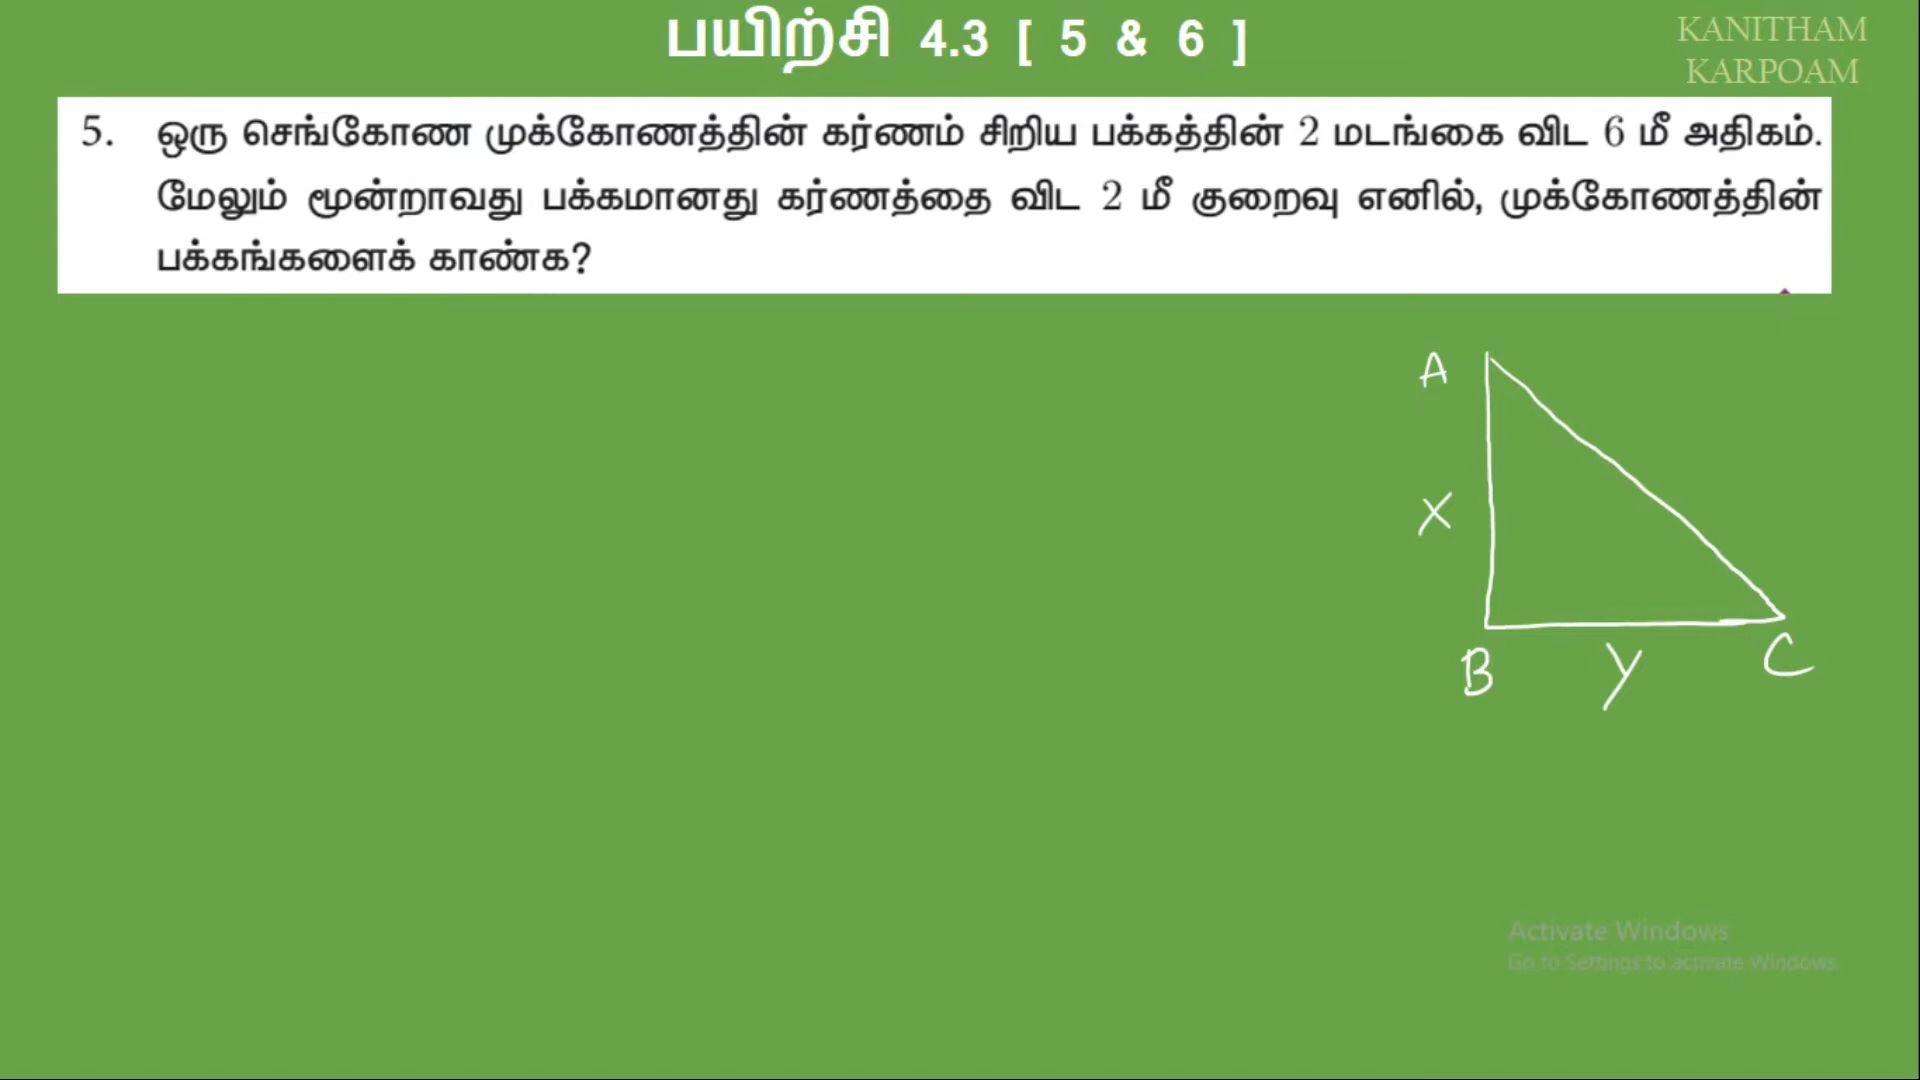 பயிற்சி 4.3 [ 5 & 6 ]
KANITHAM
KARPOAM
5. ஒரு செங்கோண முக்கோணத்தின் கர்ணம் சிறிய பக்கத்தின் 2 மடங்கை விட 6 மீ அதிகம்.
மேலும் மூன்றாவது பக்கமானது கர்ணத்தை விட 2 மீ குறைவு எனில், முக்கோணத்தின்
பக்கங்களைக் காண்க?
A
X
B y C
Activate Windows
Go to Settings to activate Windows.